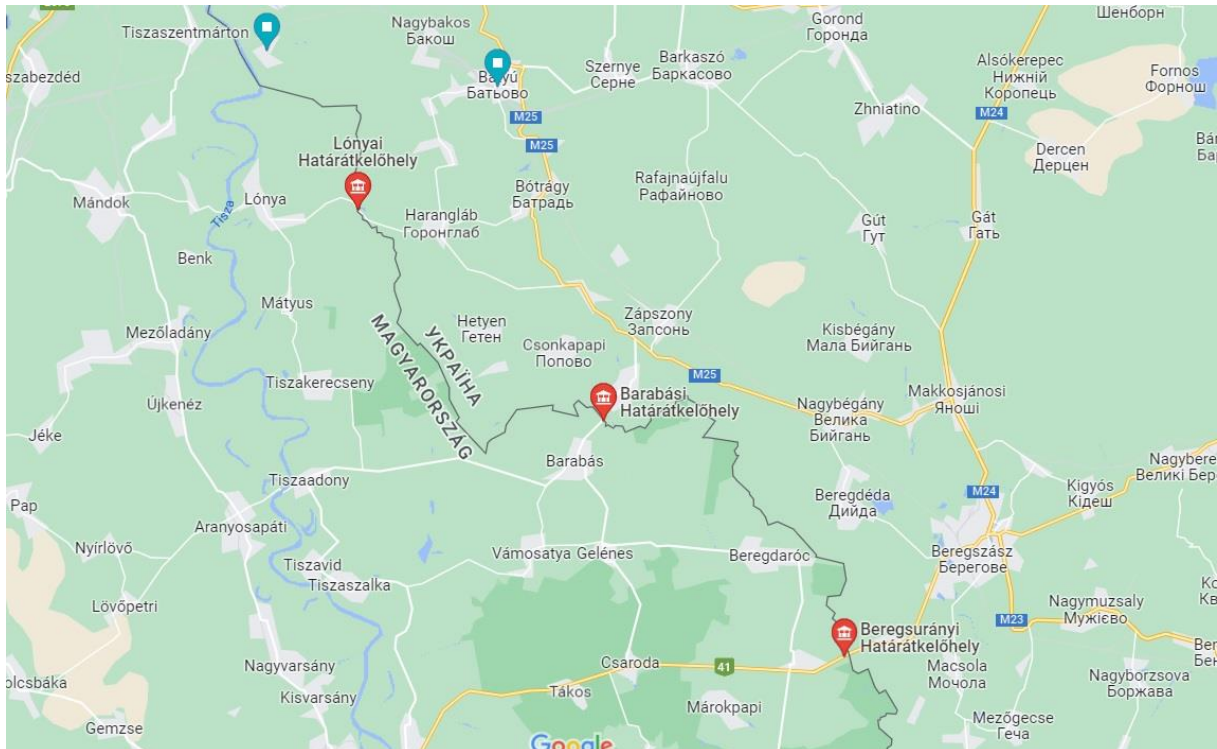 Tiszaszentmárton
Nagybakos
Бакош
Gorond
Горонда
Шенборн
szabezdéd
Batyú
Батьово
Szernye
Серне
Barkaszó
Баркасово
Alsókerepec
Нижній
Коропець
Fornos
Форнош
Zhniatino
M24
M25
M25
Dercen
Дерцен
Lónyai
Határátkelőhely
Mándok
Tisza
Lónya
Harangláb
Горонглаб
Bótrágy
Батрадь
Rafajnaújfalu
Рафайново
Gút
Гут
Gát
Гать
Benk
Mátyus
Mezőladány
Hetyen
Гетен
Zápszony
Запсонь
Csonkapapi
Попово
Kisbégány
Мала Бийгань
УКРАЇНА
MAGYARORSZÁG
Tiszakerecseny
Újkenéz
M25
Makkosjánosi
Яноші
Barabási
Határátkelőhely
Nagybégány
Велика
Бийгань
Jéke
Barabás
Tiszaadony
Beregdéda
Дийда
M24
Kigyós
Кідеш
Nagybere
Великі Бер
Pap
Aranyosapáti
Nyírlövő
Vámosatya
Gelénes
Beregdaróc
Beregszász
Берегове
Tiszavid
Tiszaszalka
Lövőpetri
M23
Nagymuzsaly
Мужієво
Beregsurányi
Határátkelőhely
Nagyvarsány
Csaroda
41
Macsola
Мочола
Nagyborzsova
Боржава
olcsbáka
Kisvarsány
Tákos
Márokpapi
Mezőgecse
Геча
Gemzse
Google